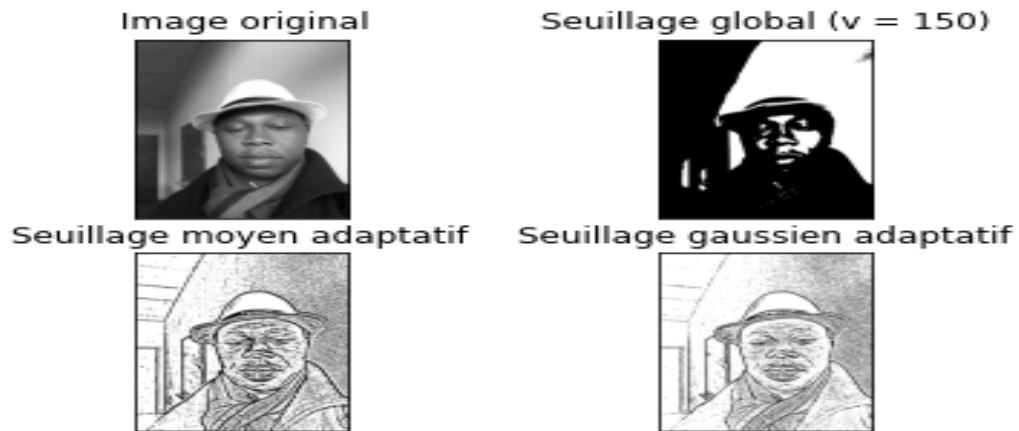 Image original
Seuillage global (v = 150)
Seuillage moyen adaptatif
Seuillage gaussien adaptatif